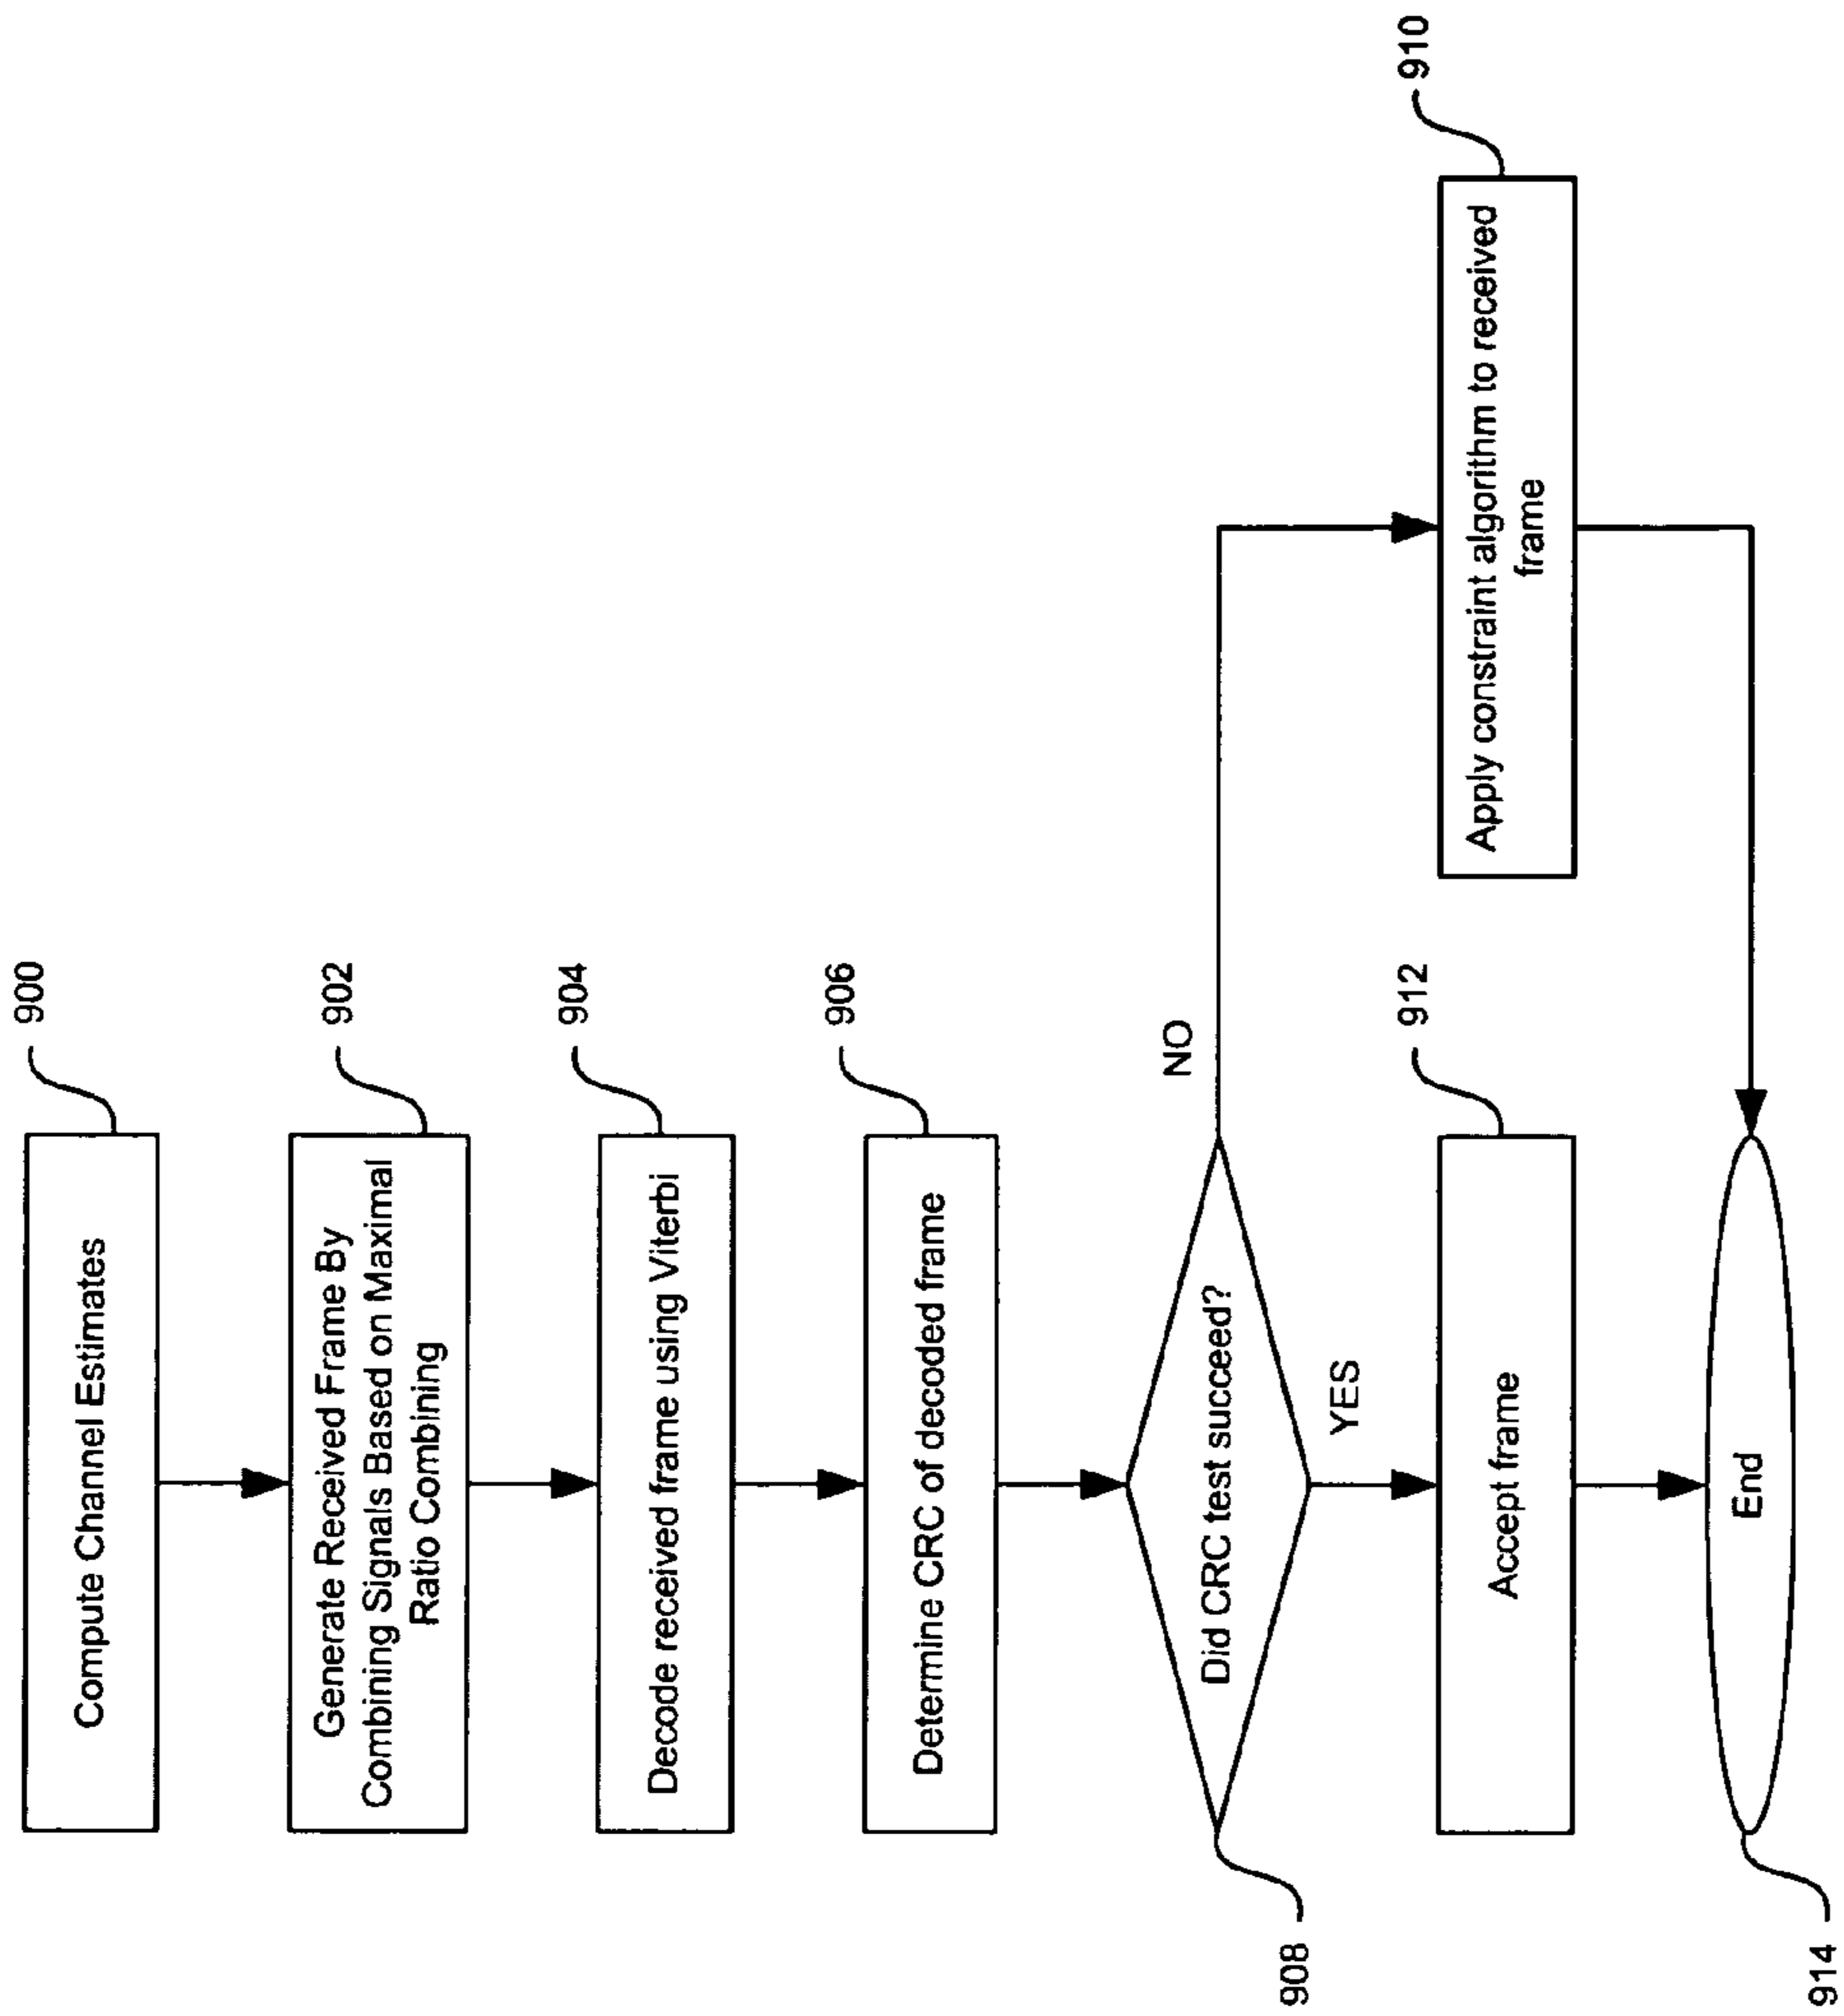 900
Compute Channel Estimates
902
Generate Received Frame By
Combining Signals Based on Maximal
Ratio Combining
904
Decode received frame using Viterbi
906
Determine CRC of decoded frame
908
Did CRC test succeed?
NO
YES
910
Apply constraint algorithm to received
frame
912
Accept frame
End
914